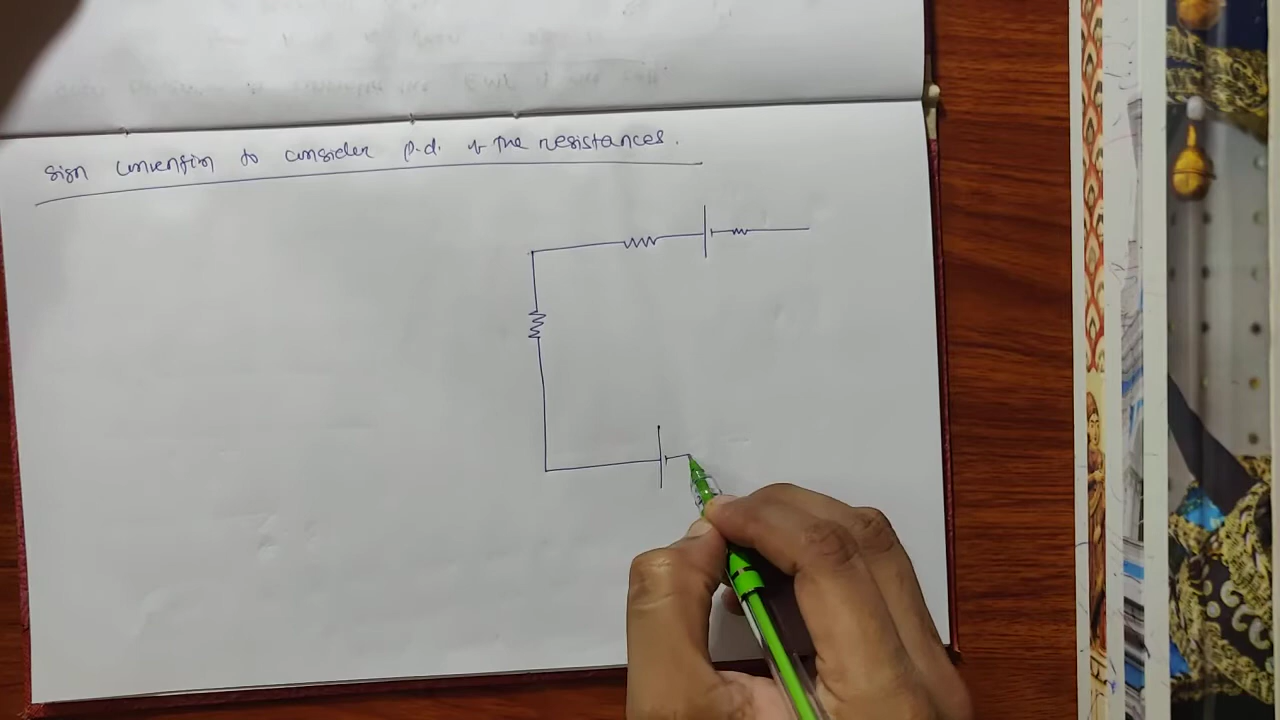 Sign convention to consider p.d. of the resistances.